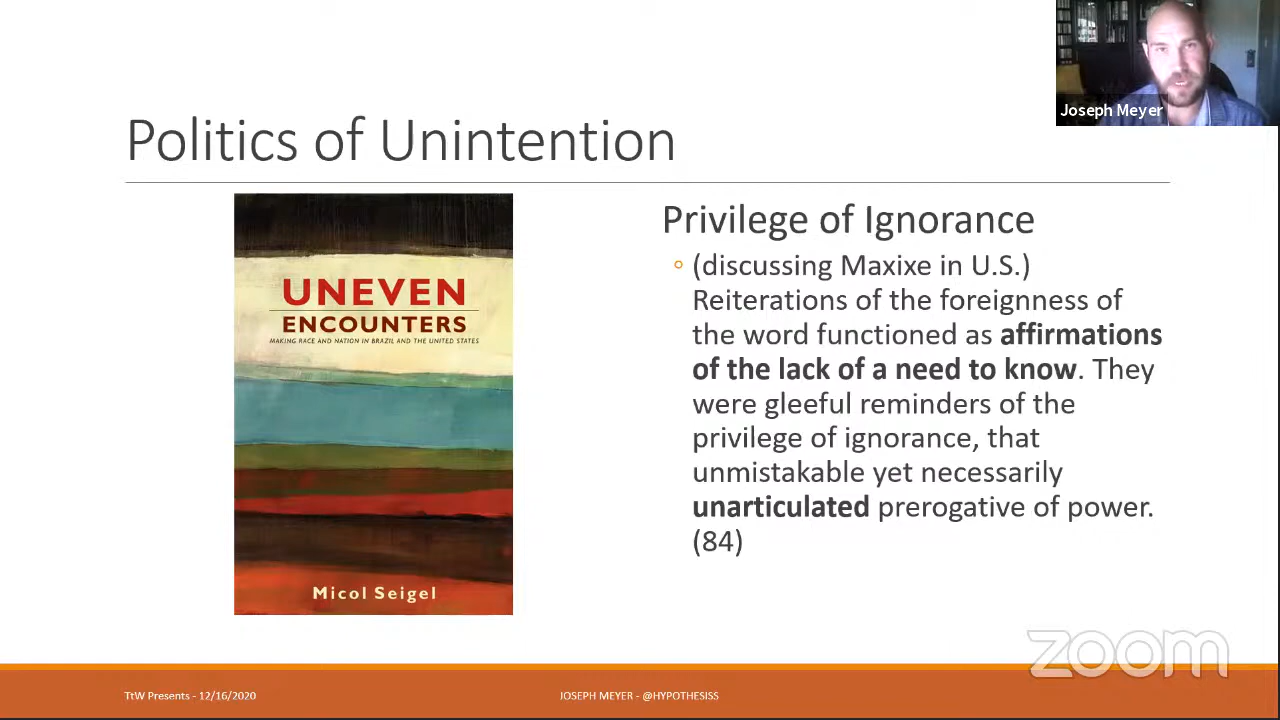 Joseph Meyer
Politics of Unintention
UNEVEN
ENCOUNTERS
MAKING RACE AND NATION IN BRAZIL AND THE UNITED STATES
Micol Seigel
Privilege of Ignorance
(discussing Maxixe in U.S.)
Reiterations of the foreignness of
the word functioned as affirmations
of the lack of a need to know. They
were gleeful reminders of the
privilege of ignorance, that
unmistakable yet necessarily
unarticulated prerogative of power.
(84)
zoom
TtW Presents - 12/16/2020
JOSEPH MEYER - @HYPOTHESISS